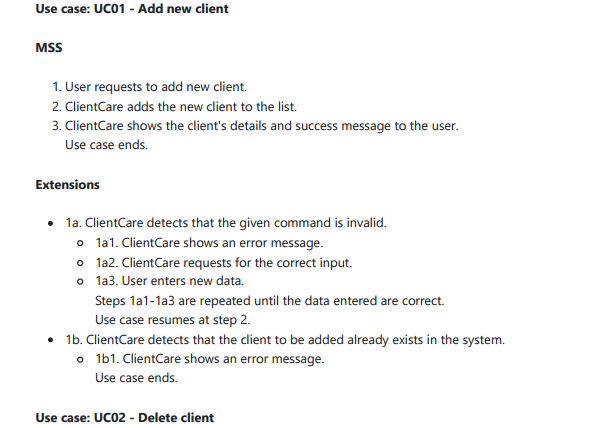 Use case: UC01 - Add new client
MSS
1. User requests to add new client.
2. ClientCare adds the new client to the list.
3. ClientCare shows the client's details and success message to the user.
Use case ends.
Extensions
• 1a. ClientCare detects that the given command is invalid.
o 1a1. ClientCare shows an error message.
o 1a2. ClientCare requests for the correct input.
o 1a3. User enters new data.
Steps 1a1-1a3 are repeated until the data entered are correct.
Use case resumes at step 2.
• 1b. ClientCare detects that the client to be added already exists in the system.
o 1b1. ClientCare shows an error message.
Use case ends.
Use case: UC02 - Delete client